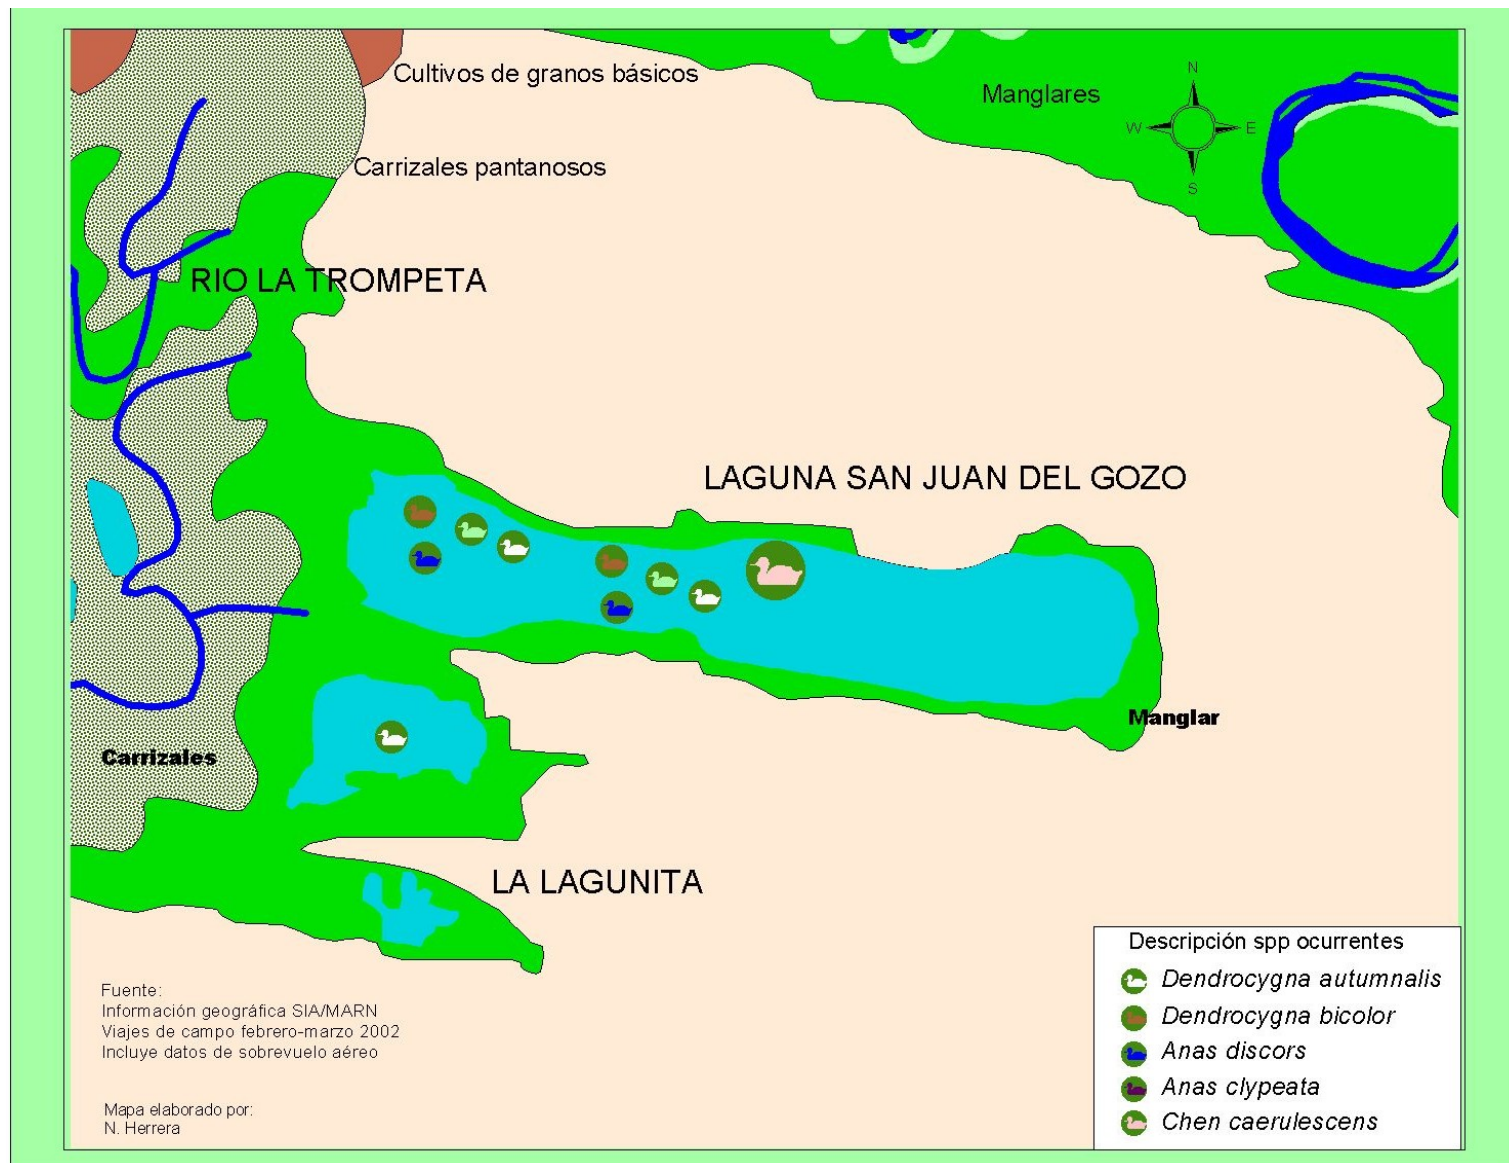 Cultivos de granos básicos
Manglares
N
W
E
S
Carrizales pantanosos
RIO LA TROMPETA
LAGUNA SAN JUAN DEL GOZO
Manglar
Carrizales
LA LAGUNITA
Fuente:
Información geográfica SIA/MARN
Viajes de campo febrero-marzo 2002
Incluye datos de sobrevuelo aéreo
Mapa elaborado por:
N. Herrera
Descripción spp ocurrentes
Dendrocygna autumnalis
Dendrocygna bicolor
Anas discors
Anas clypeata
Chen caerulescens